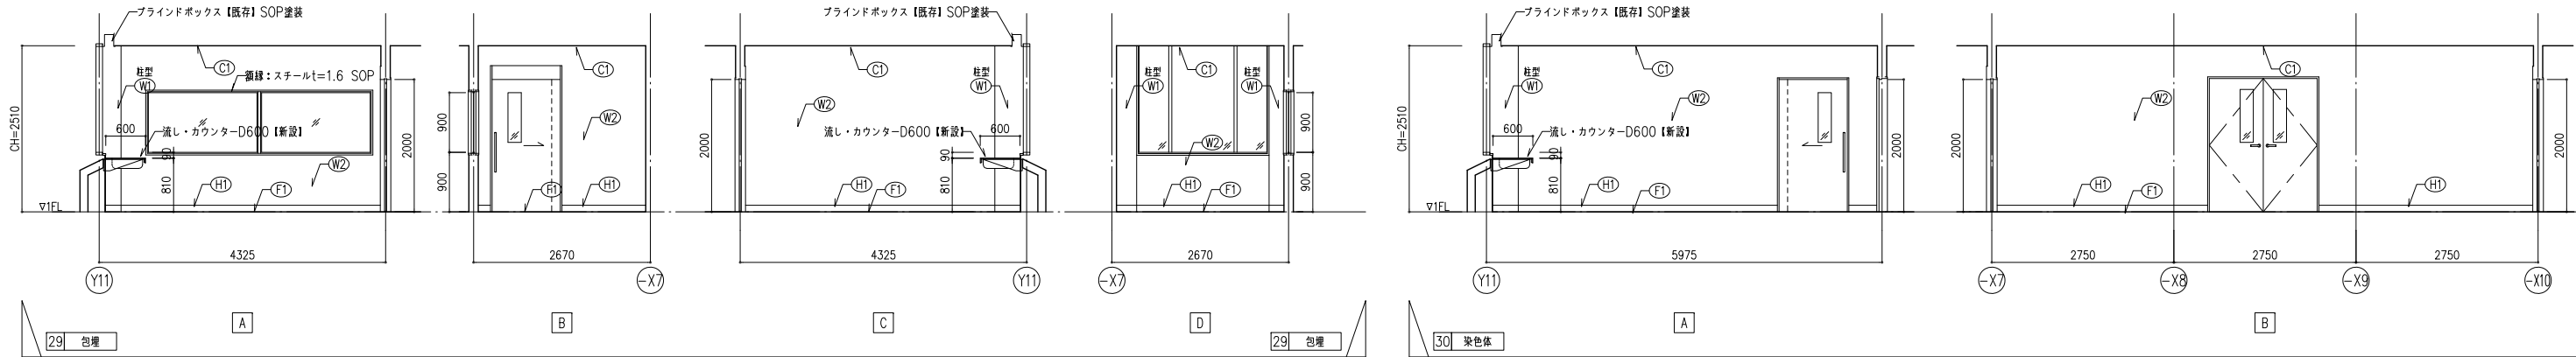 ブラインドボックス【既存】SOP塗装
柱型
W1
C1
額縁：スチールt=1.6 SOP
600
流し・カウンターD600【新設】
90
810
W2
H1
F1
2000
CH=2510
▽1FL
4325
Y11
A
29 包埋
C1
W2
900
900
F1
H1
2670
-X7
B
ブラインドボックス【既存】SOP塗装
C1
柱型
W1
W2
流し・カウンターD600【新設】
600
90
810
2000
H1
F1
4325
Y11
C
柱型
W1
C1
柱型
W1
W2
H1
F1
900
900
2670
-X7
D
29 包埋
ブラインドボックス【既存】SOP塗装
柱型
W1
C1
W2
600
流し・カウンターD600【新設】
90
810
H1
F1
2000
CH=2510
▽1FL
5975
Y11
A
30 染色体
C1
W2
2000
2000
H1
F1
H1
2750
2750
2750
-X7
-X8
-X9
-X10
B